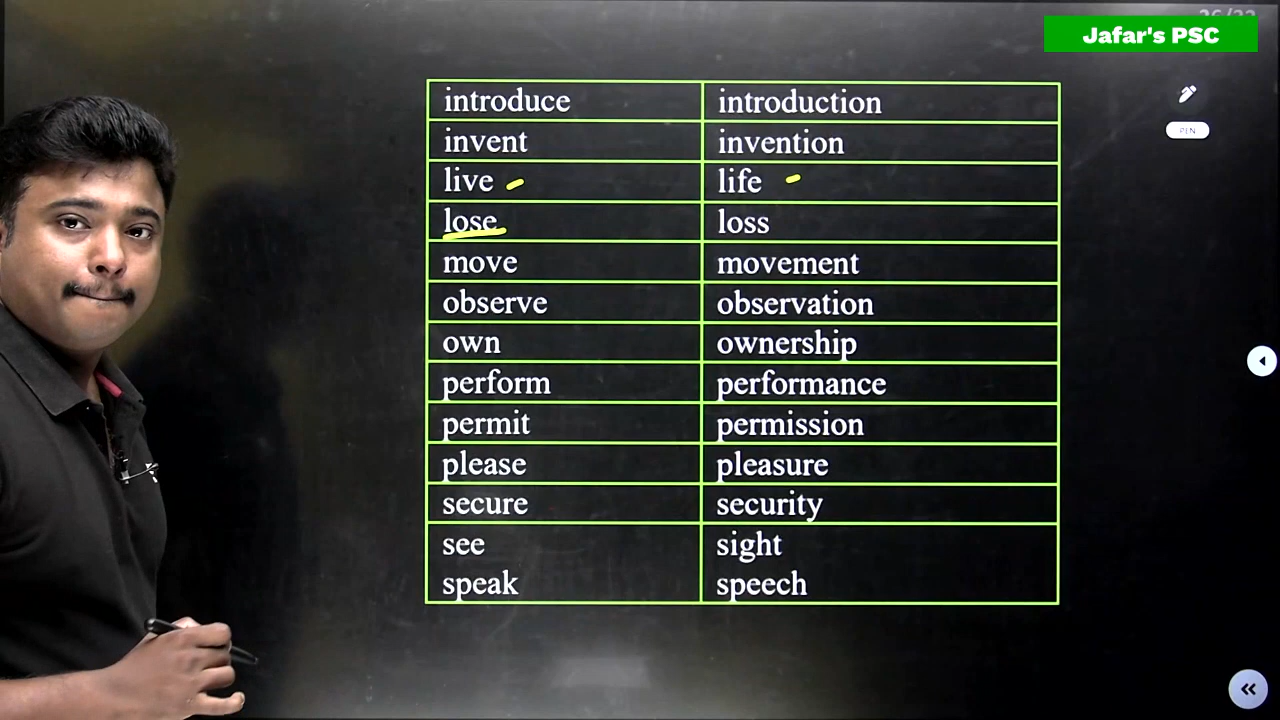 Jafar's PSC
introduce introduction
invent invention
live life
lose loss
move movement
observe observation
own ownership
perform performance
permit permission
please pleasure
secure security
see sight
speak speech
PEN